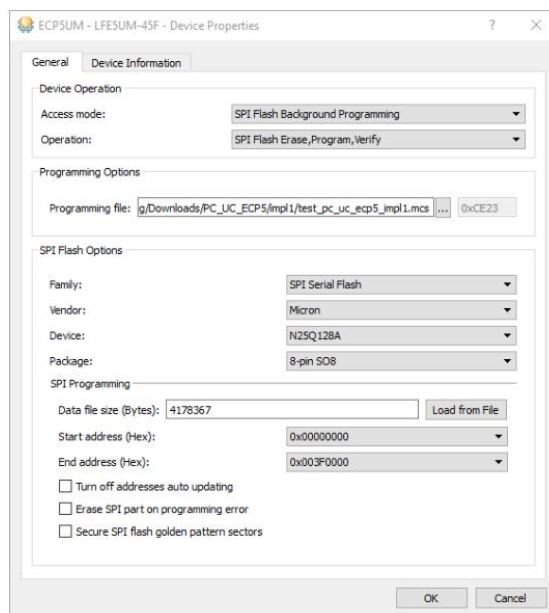 ECP5UM - LFE5UM-45F - Device Properties ? ×
General Device Information
Device Operation
Access mode: SPI Flash Background Programming
Operation: SPI Flash Erase,Program,Verify
Programming Options
Programming file: g/Downloads/PC_UC_ECP5/impl1/test_pc_uc_ecp5_impl1.mcs ... 0xCE23
SPI Flash Options
Family: SPI Serial Flash
Vendor: Micron
Device: N25Q128A
Package: 8-pin SO8
SPI Programming
Data file size (Bytes): 4178367 Load from File
Start address (Hex): 0x00000000
End address (Hex): 0x003F0000
Turn off addresses auto updating
Erase SPI part on programming error
Secure SPI flash golden pattern sectors
OK Cancel